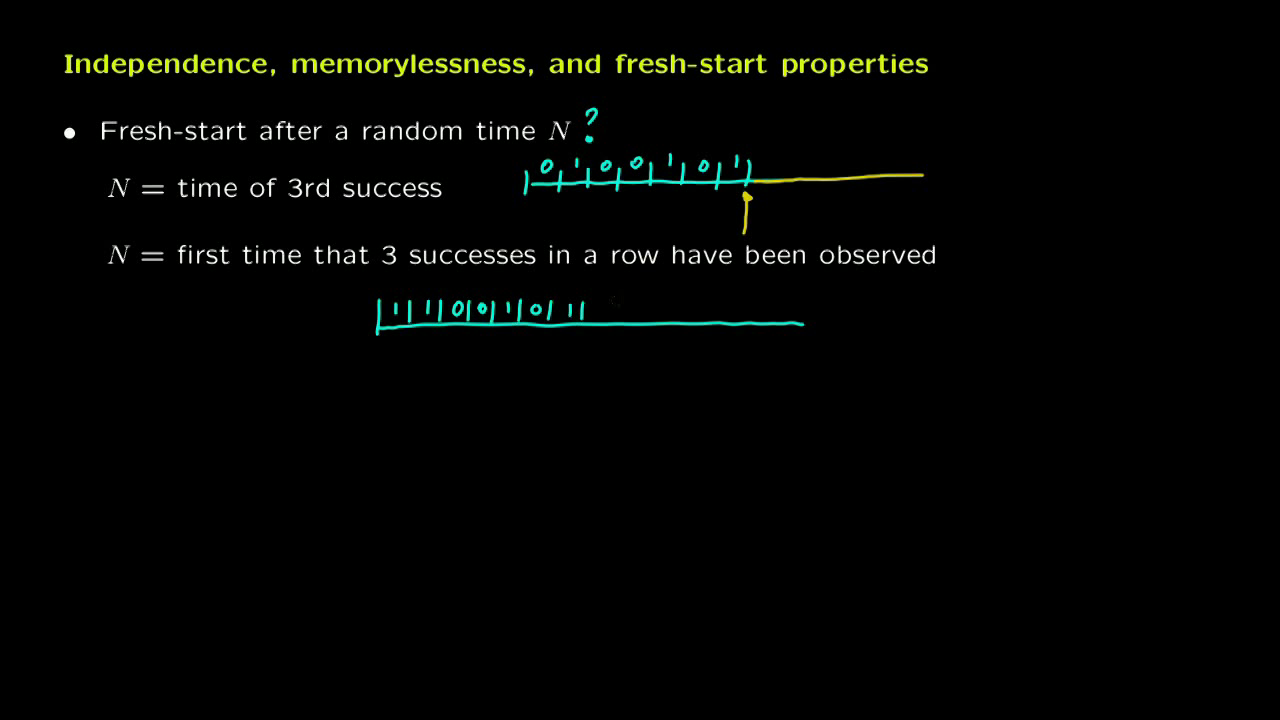 Independence, memorylessness, and fresh-start properties
• Fresh-start after a random time N ?
0 1 0 0 1 0 1
N = time of 3rd success
N = first time that 3 successes in a row have been observed
|1|1|0|0|1|0|1|